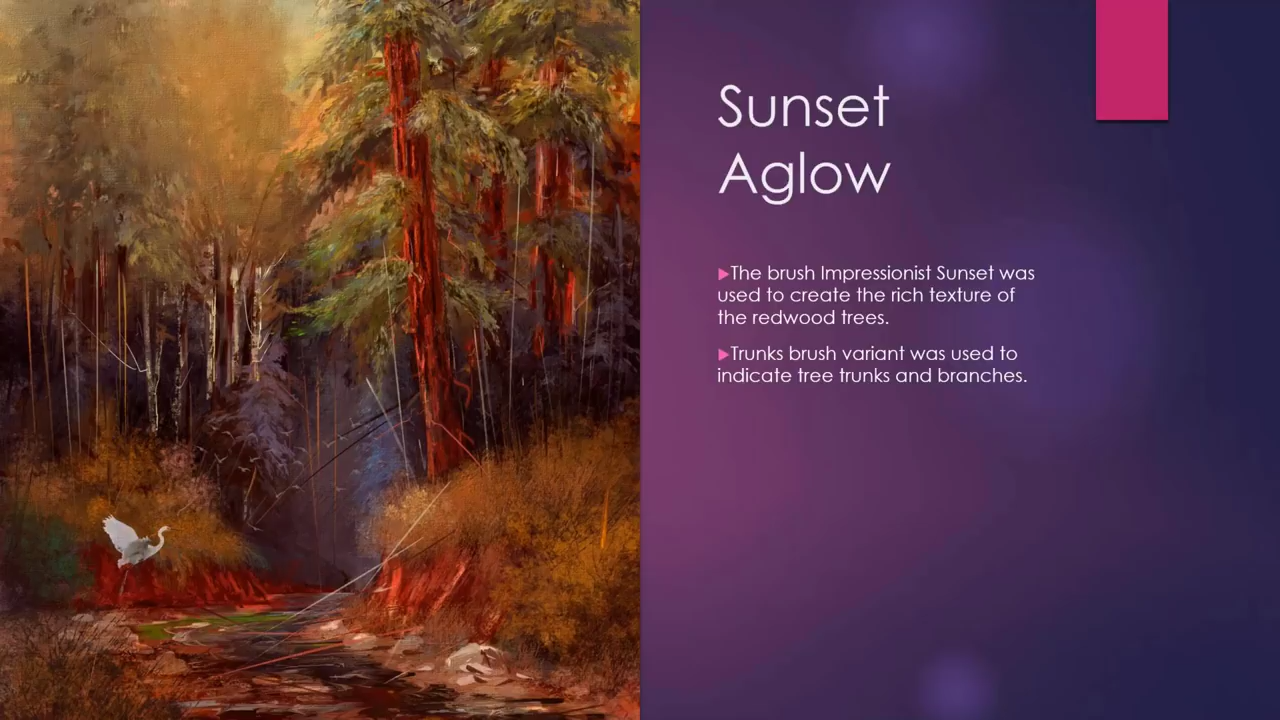 Sunset
Aglow
▶The brush Impressionist Sunset was
used to create the rich texture of
the redwood trees.
▶Trunks brush variant was used to
indicate tree trunks and branches.